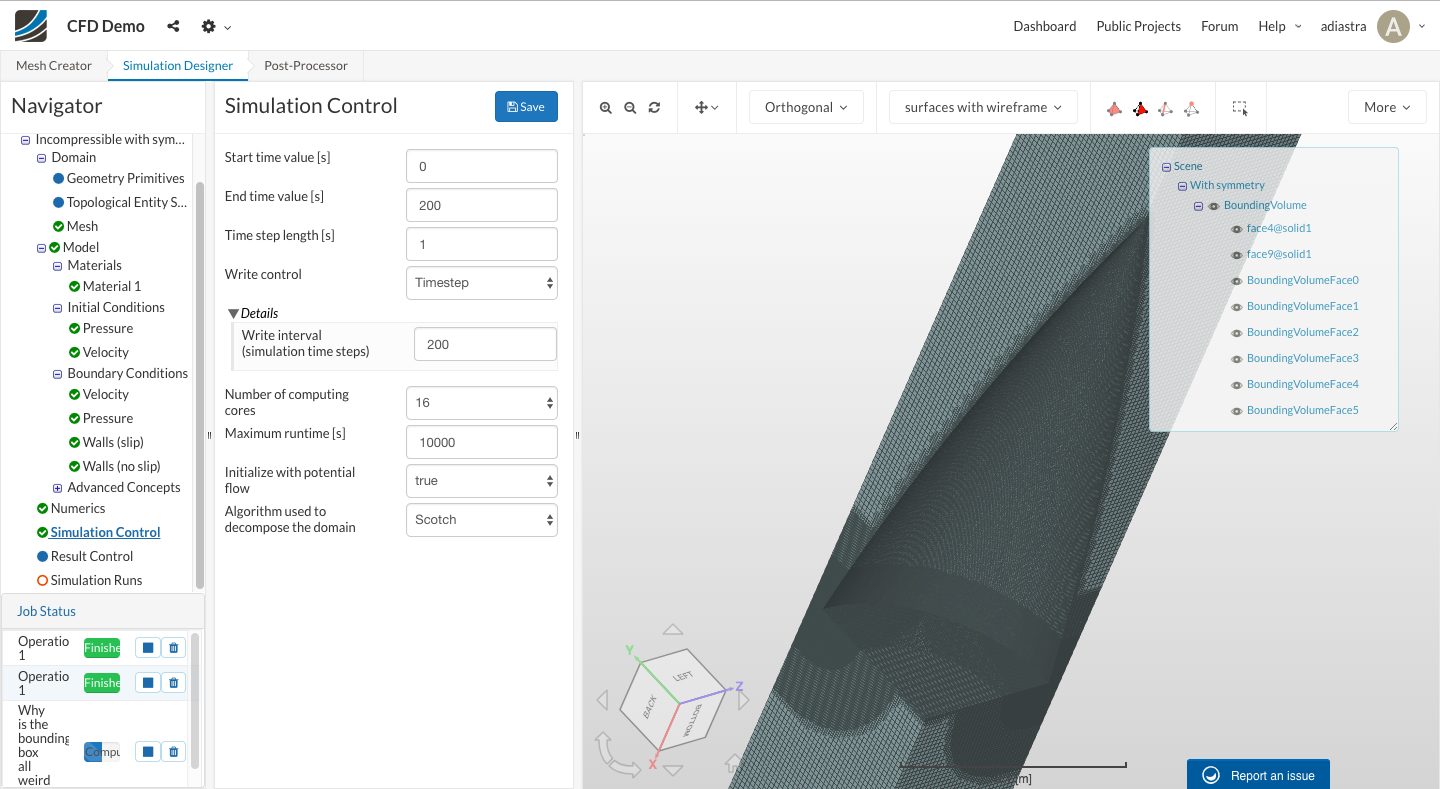 CFD Demo
Dashboard
Public Projects
Forum
Help
adiastra
A
Mesh Creator
Simulation Designer
Post-Processor
Navigator
Incompressible with sym...
Domain
Geometry Primitives
Topological Entity S...
Mesh
Model
Materials
Material 1
Initial Conditions
Pressure
Velocity
Boundary Conditions
Velocity
Pressure
Walls (slip)
Walls (no slip)
Advanced Concepts
Numerics
Simulation Control
Result Control
Simulation Runs
Job Status
Operatio
1
Finishe
Operatio
1
Finishe
Why
is the
bounding
box
all
weird
Compu
Simulation Control
Save
Start time value [s]
0
End time value [s]
200
Time step length [s]
1
Write control
Timestep
Details
Write interval
(simulation time steps)
200
Number of computing
cores
16
Maximum runtime [s]
10000
Initialize with potential
flow
true
Algorithm used to
decompose the domain
Scotch
Orthogonal
surfaces with wireframe
More
Scene
With symmetry
BoundingVolume
face4@solid1
face9@solid1
BoundingVolumeFace0
BoundingVolumeFace1
BoundingVolumeFace2
BoundingVolumeFace3
BoundingVolumeFace4
BoundingVolumeFace5
Y
LEFT
Z
BACK
BOTTOM
X
[m]
Report an issue